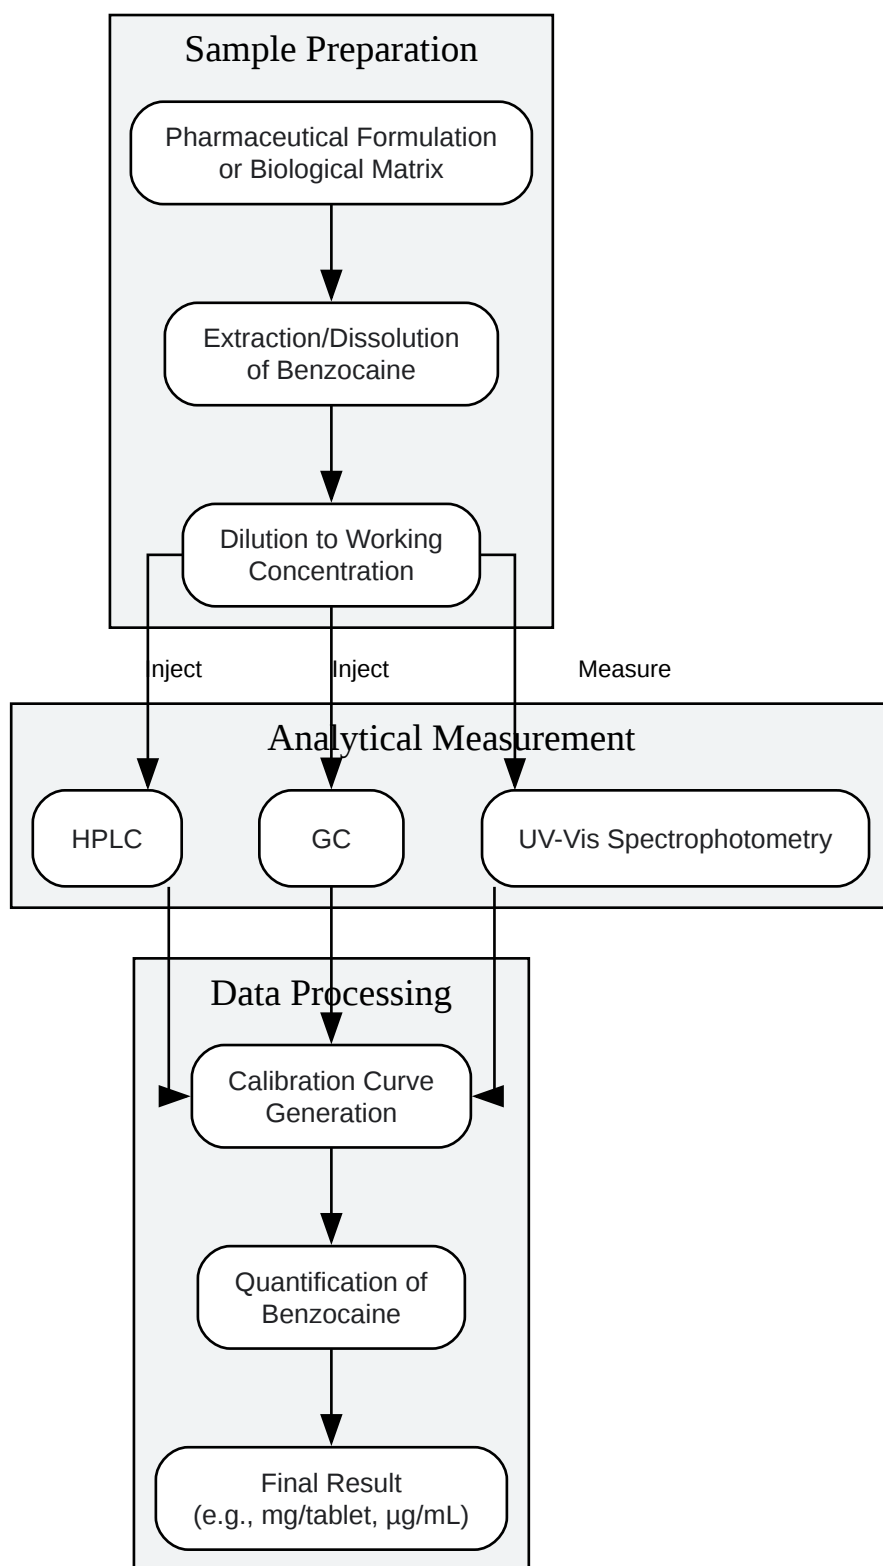 Sample Preparation
Pharmaceutical Formulation
or Biological Matrix
Extraction/Dissolution
of Benzocaine
Dilution to Working
Concentration
Inject
Inject
Measure
Analytical Measurement
HPLC
GC
UV-Vis Spectrophotometry
Data Processing
Calibration Curve
Generation
Quantification of
Benzocaine
Final Result
(e.g., mg/tablet, µg/mL)